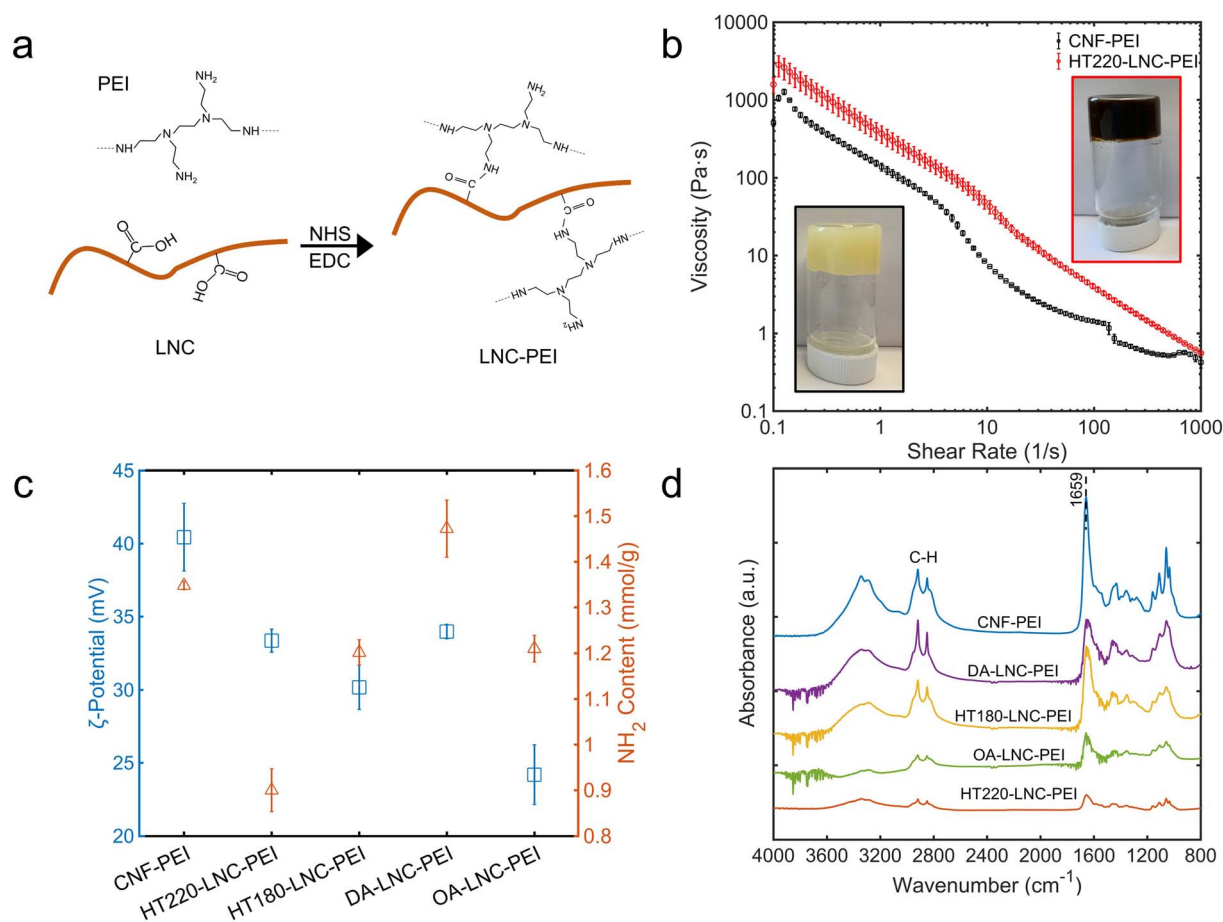 a
PEI
NH2
NH2
N
N
NH
HN
NH2
C
O
OH
C
O
HO
LNC
NHS
EDC
NH2
HN
N
N
NH
NH
C
O
C
O
HN
NH
N
HN
N
NH2
LNC-PEI
b
CNF-PEI
HT220-LNC-PEI
10000
1000
100
10
1
0.1
Viscosity (Pa·s)
0.1 1 10 100 1000
Shear Rate (1/s)
c
45
40
35
30
25
20
ζ-Potential (mV)
1.6
1.5
1.4
1.3
1.2
1.1
1
0.9
0.8
NH2 Content (mmol/g)
CNF-PEI
HT220-LNC-PEI
HT180-LNC-PEI
DA-LNC-PEI
OA-LNC-PEI
d
1659
C-H
CNF-PEI
DA-LNC-PEI
HT180-LNC-PEI
OA-LNC-PEI
HT220-LNC-PEI
Absorbance (a.u.)
4000 3600 3200 2800 2400 2000 1600 1200 800
Wavenumber (cm-1)